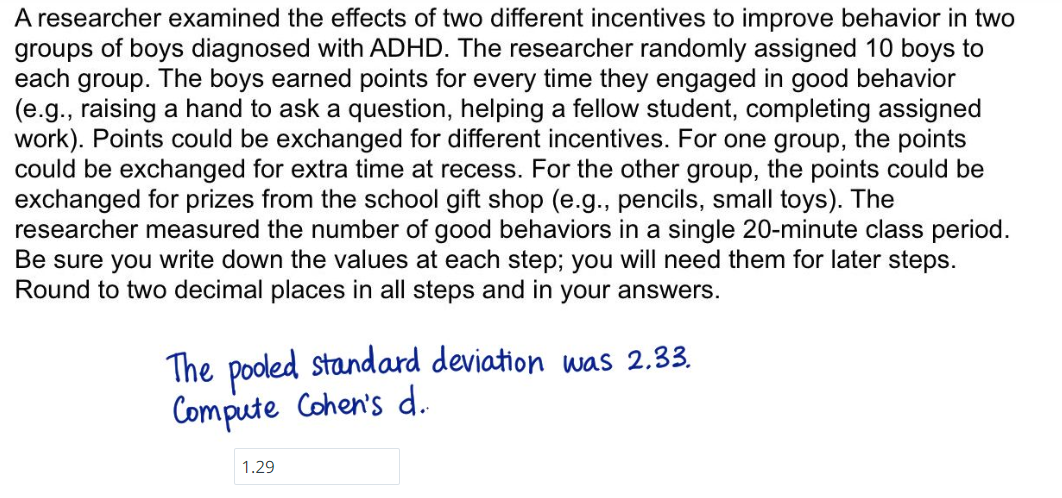 A researcher examined the effects of two different incentives to improve behavior in two
groups of boys diagnosed with ADHD. The researcher randomly assigned 10 boys to
each group. The boys earned points for every time they engaged in good behavior
(e.g., raising a hand to ask a question, helping a fellow student, completing assigned
work). Points could be exchanged for different incentives. For one group, the points
could be exchanged for extra time at recess. For the other group, the points could be
exchanged for prizes from the school gift shop (e.g., pencils, small toys). The
researcher measured the number of good behaviors in a single 20-minute class period.
Be sure you write down the values at each step; you will need them for later steps.
Round to two decimal places in all steps and in your answers.
The pooled standard deviation was 2.33.
Compute Cohen's d.
1.29